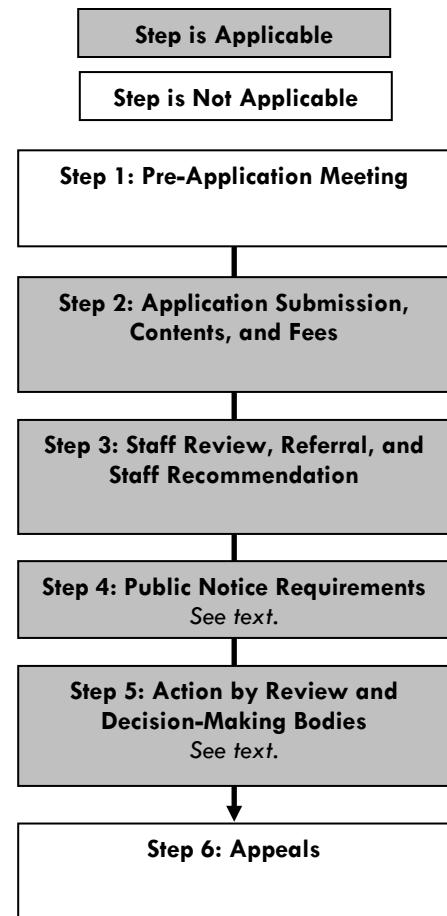 Step is Applicable
Step is Not Applicable
Step 1: Pre-Application Meeting
Step 2: Application Submission,
Contents, and Fees
Step 3: Staff Review, Referral, and
Staff Recommendation
Step 4: Public Notice Requirements
See text.
Step 5: Action by Review and
Decision-Making Bodies
See text.
Step 6: Appeals